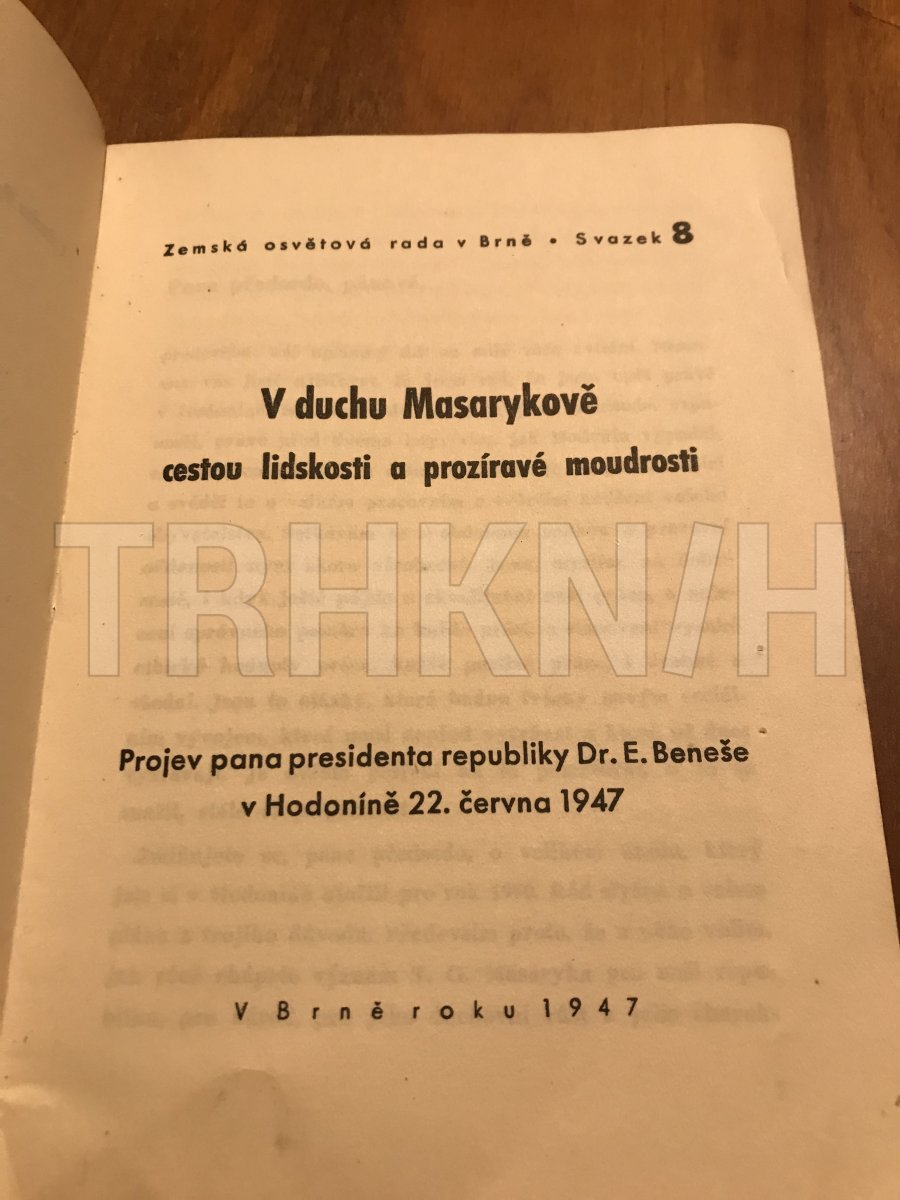 Zemská osvětová rada v Brně • Svazek 8
V duchu Masarykově
cestou lidskosti a prozíravé moudrosti
TRHKN/H
Projev pana presidenta republiky Dr. E. Beneše
v Hodoníně 22. června 1947
V Brně roku 1947